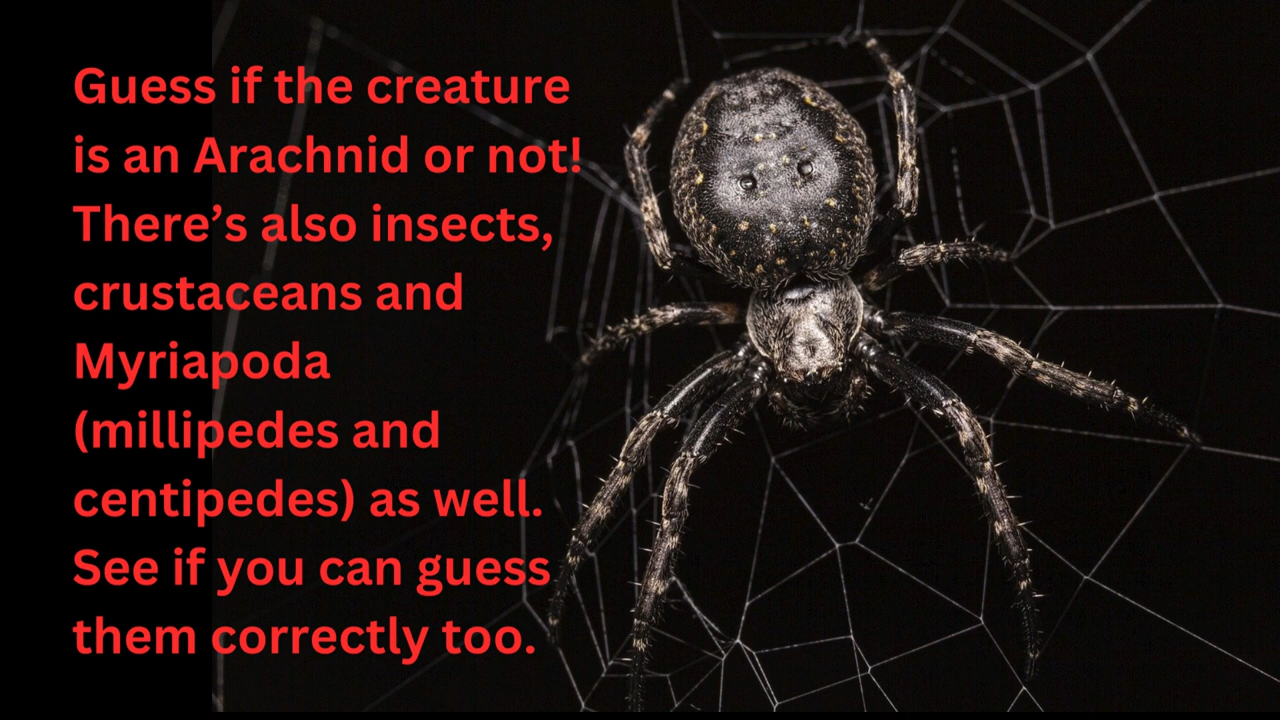 Guess if the creature
is an Arachnid or not!
There’s also insects,
crustaceans and
Myriapoda
(millipedes and
centipedes) as well.
See if you can guess
them correctly too.